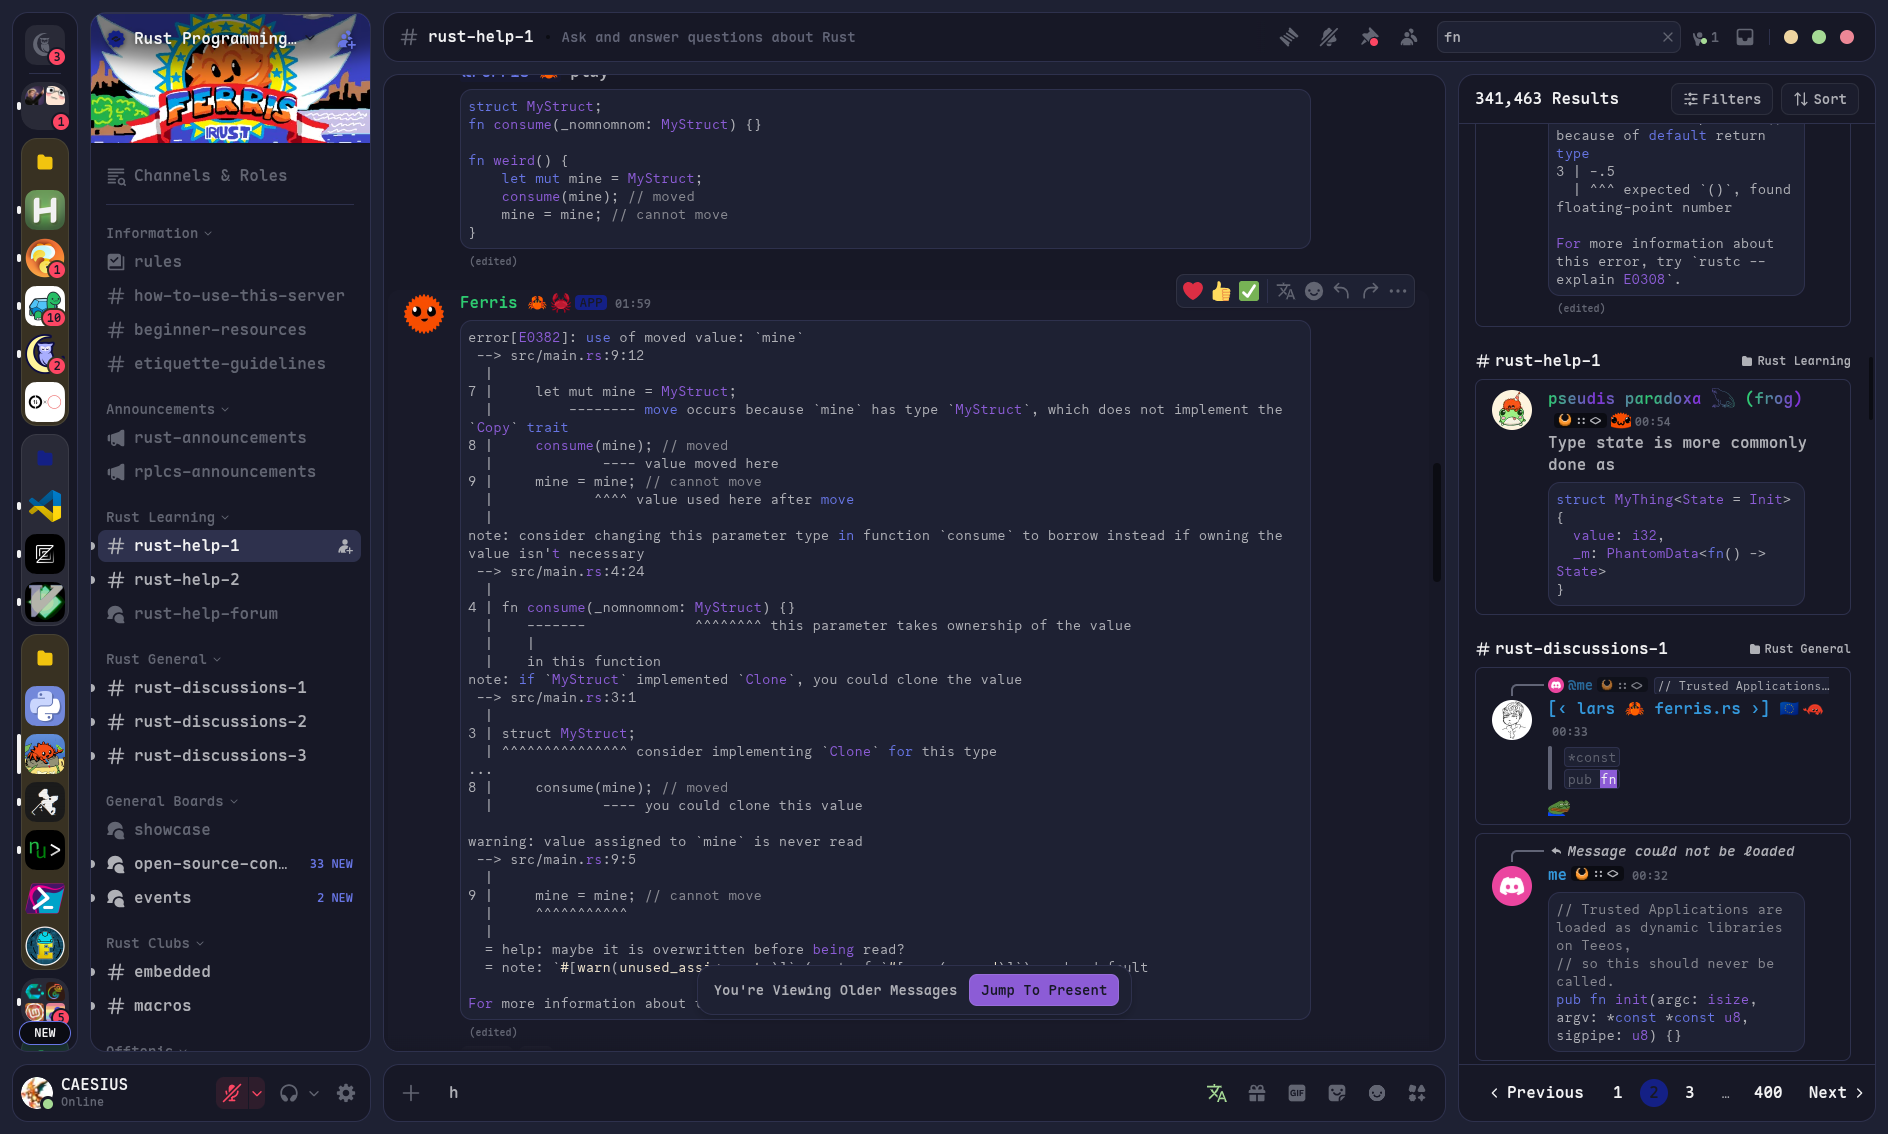 3
1
1
10
2
5
NEW
Rust Programming…
FERRIS
RUST
Channels & Roles
Information
rules
how-to-use-this-server
beginner-resources
etiquette-guidelines
Announcements
rust-announcements
rplcs-announcements
Rust Learning
rust-help-1
rust-help-2
rust-help-forum
Rust General
rust-discussions-1
rust-discussions-2
rust-discussions-3
General Boards
showcase
open-source-con… 33 NEW
events 2 NEW
Rust Clubs
embedded
macros
Offtopic
CAESIUS
Online
# rust-help-1 • Ask and answer questions about Rust
fn
1
@Ferris 🦀 play
struct MyStruct;
fn consume(_nomnomnom: MyStruct) {}
fn weird() {
    let mut mine = MyStruct;
    consume(mine); // moved
    mine = mine; // cannot move
}
(edited)
Ferris 🦀 APP 01:59
error[E0382]: use of moved value: `mine`
 --> src/main.rs:9:12
  |
7 |     let mut mine = MyStruct;
  |         -------- move occurs because `mine` has type `MyStruct`, which does not implement the
`Copy` trait
8 |     consume(mine); // moved
  |             ---- value moved here
9 |     mine = mine; // cannot move
  |            ^^^^ value used here after move
  |
note: consider changing this parameter type in function `consume` to borrow instead if owning the
value isn't necessary
 --> src/main.rs:4:24
  |
4 | fn consume(_nomnomnom: MyStruct) {}
  |    -------             ^^^^^^^^ this parameter takes ownership of the value
  |    |
  |    in this function
note: if `MyStruct` implemented `Clone`, you could clone the value
 --> src/main.rs:3:1
  |
3 | struct MyStruct;
  | ^^^^^^^^^^^^^^^ consider implementing `Clone` for this type
...
8 |     consume(mine); // moved
  |             ---- you could clone this value
warning: value assigned to `mine` is never read
 --> src/main.rs:9:5
  |
9 |     mine = mine; // cannot move
  |     ^^^^^^^^^^^
  |
  = help: maybe it is overwritten before being read?
  = note: `#[warn(unused_assi
For more information about
(edited)
You're Viewing Older Messages Jump To Present
h
GIF
341,463 Results Filters Sort
because of default return
type
3 | -.5
  | ^^^ expected `()`, found
floating-point number
For more information about
this error, try `rustc --
explain E0308`.
(edited)
# rust-help-1 Rust Learning
pseudis paradoxa (frog)
::<> 00:54
Type state is more commonly
done as
struct MyThing<State = Init>
{
  value: i32,
  _m: PhantomData<fn() ->
State>
}
# rust-discussions-1 Rust General
@me ::<> // Trusted Applications…
[‹ lars 🦀 ferris.rs ›]
00:33
*const
pub fn
Message could not be loaded
me ::<> 00:32
// Trusted Applications are
loaded as dynamic libraries
on Teeos,
// so this should never be
called.
pub fn init(argc: isize,
argv: *const *const u8,
sigpipe: u8) {}
‹ Previous 1 2 3 … 400 Next ›